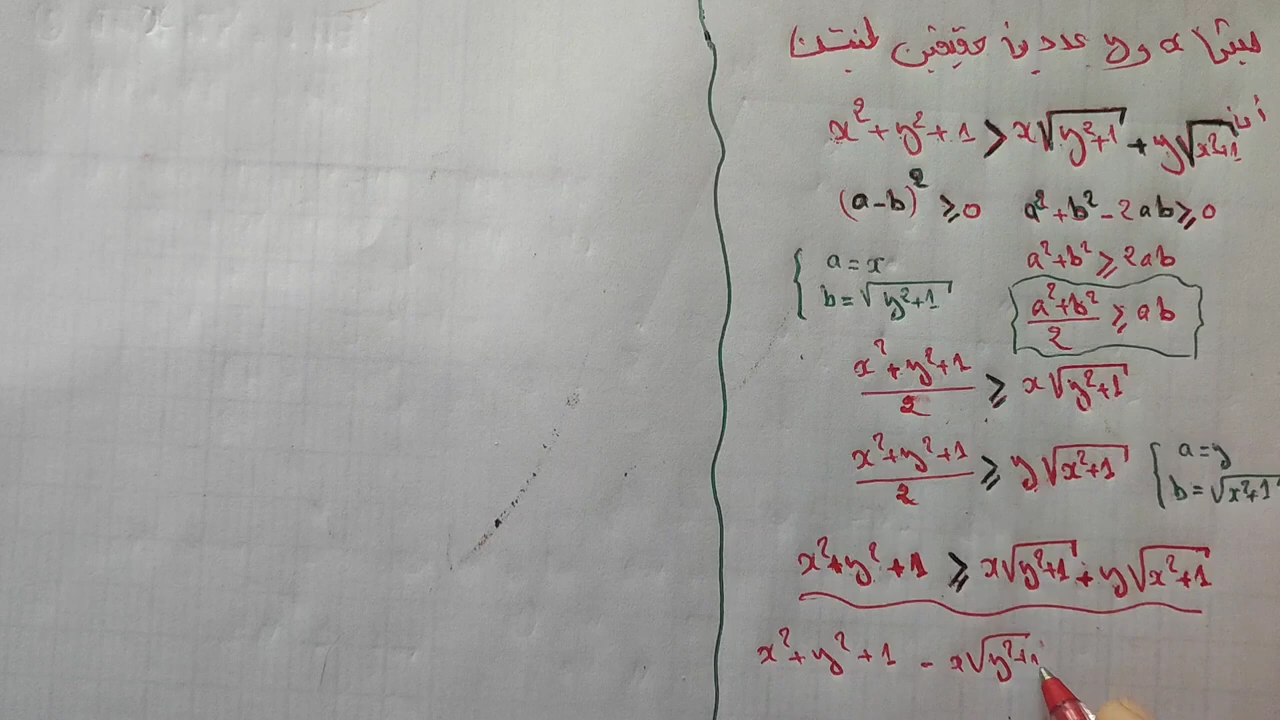 ليكن x و y عددين حقيقيين لنبين أن
x² + y² + 1 > x√(y²+1) + y√(x²+1)
(a-b)² ⩾ 0 a² + b² - 2ab ⩾ 0
{ a = x a² + b² ⩾ 2ab
b = √(y²+1) (a²+b²)/2 ⩾ ab
(x²+y²+1)/2 ⩾ x√(y²+1)
(x²+y²+1)/2 ⩾ y√(x²+1) { a = y
b = √(x²+1)
x²+y²+1 ⩾ x√(y²+1) + y√(x²+1)
x²+y²+1 - x√(y²+1